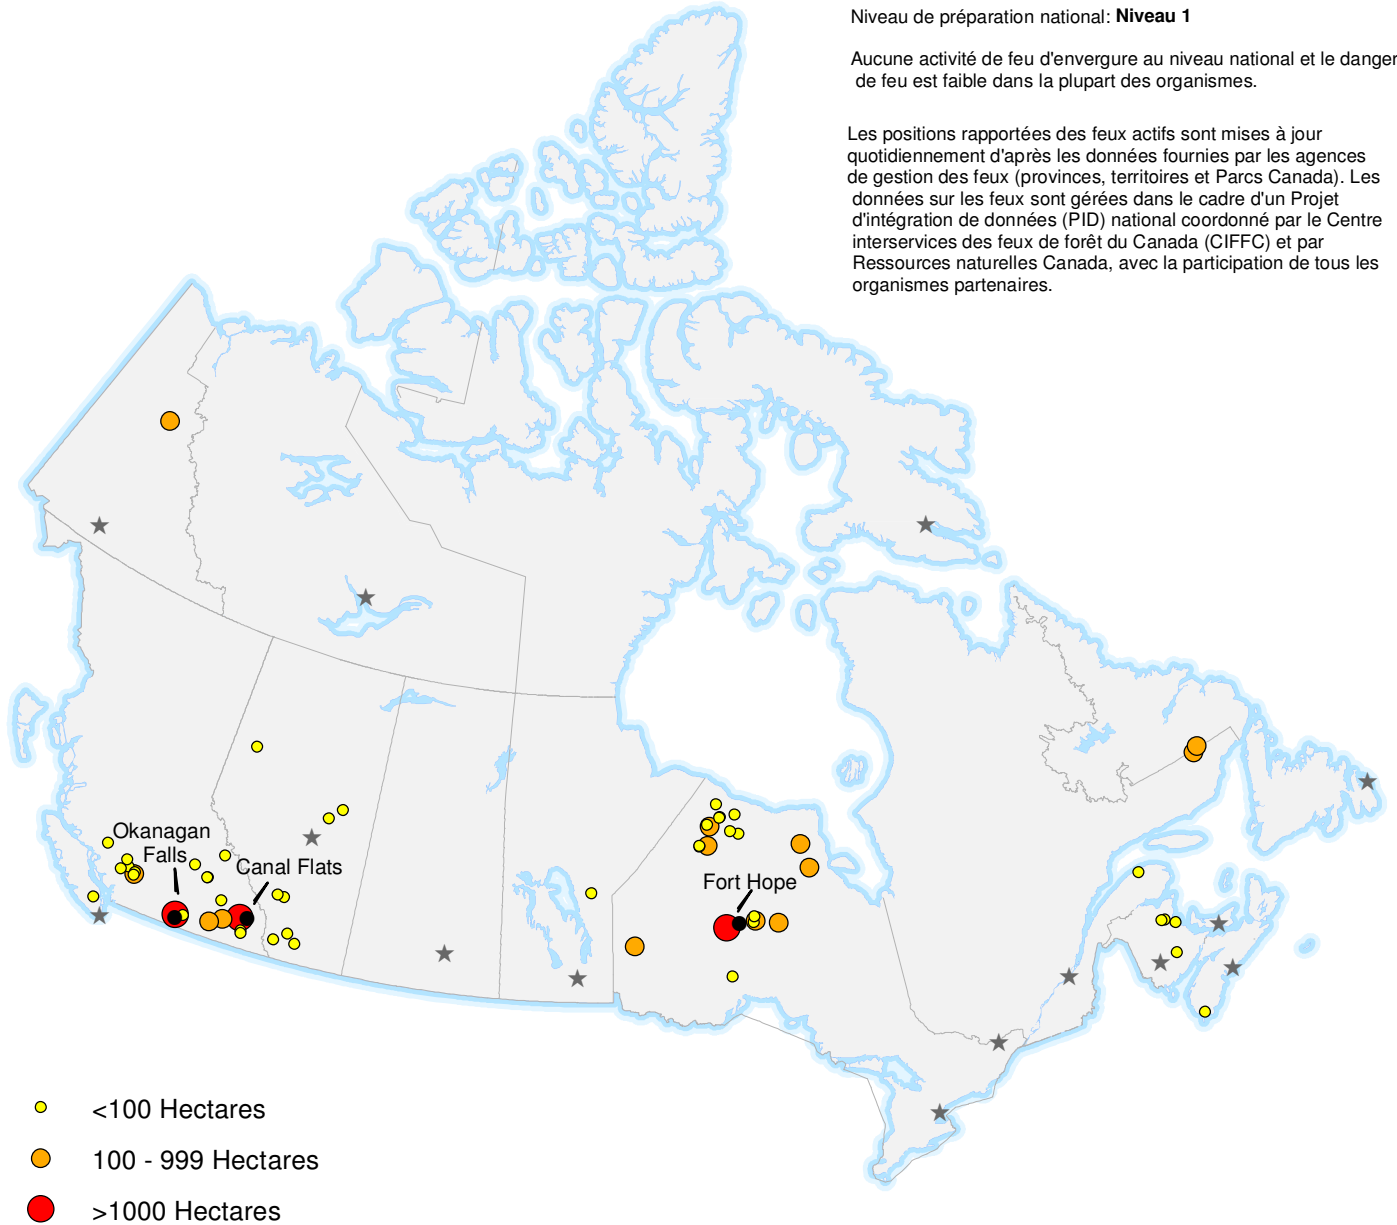 Niveau de préparation national: Niveau 1
Aucune activité de feu d'envergure au niveau national et le danger
de feu est faible dans la plupart des organismes.
Les positions rapportées des feux actifs sont mises à jour
quotidiennement d'après les données fournies par les agences
de gestion des feux (provinces, territoires et Parcs Canada). Les
données sur les feux sont gérées dans le cadre d'un Projet
d'intégration de données (PID) national coordonné par le Centre
interservices des feux de forêt du Canada (CIFFC) et par
Ressources naturelles Canada, avec la participation de tous les
organismes partenaires.
Okanagan
Falls
Canal Flats
Fort Hope
<100 Hectares
100 - 999 Hectares
>1000 Hectares